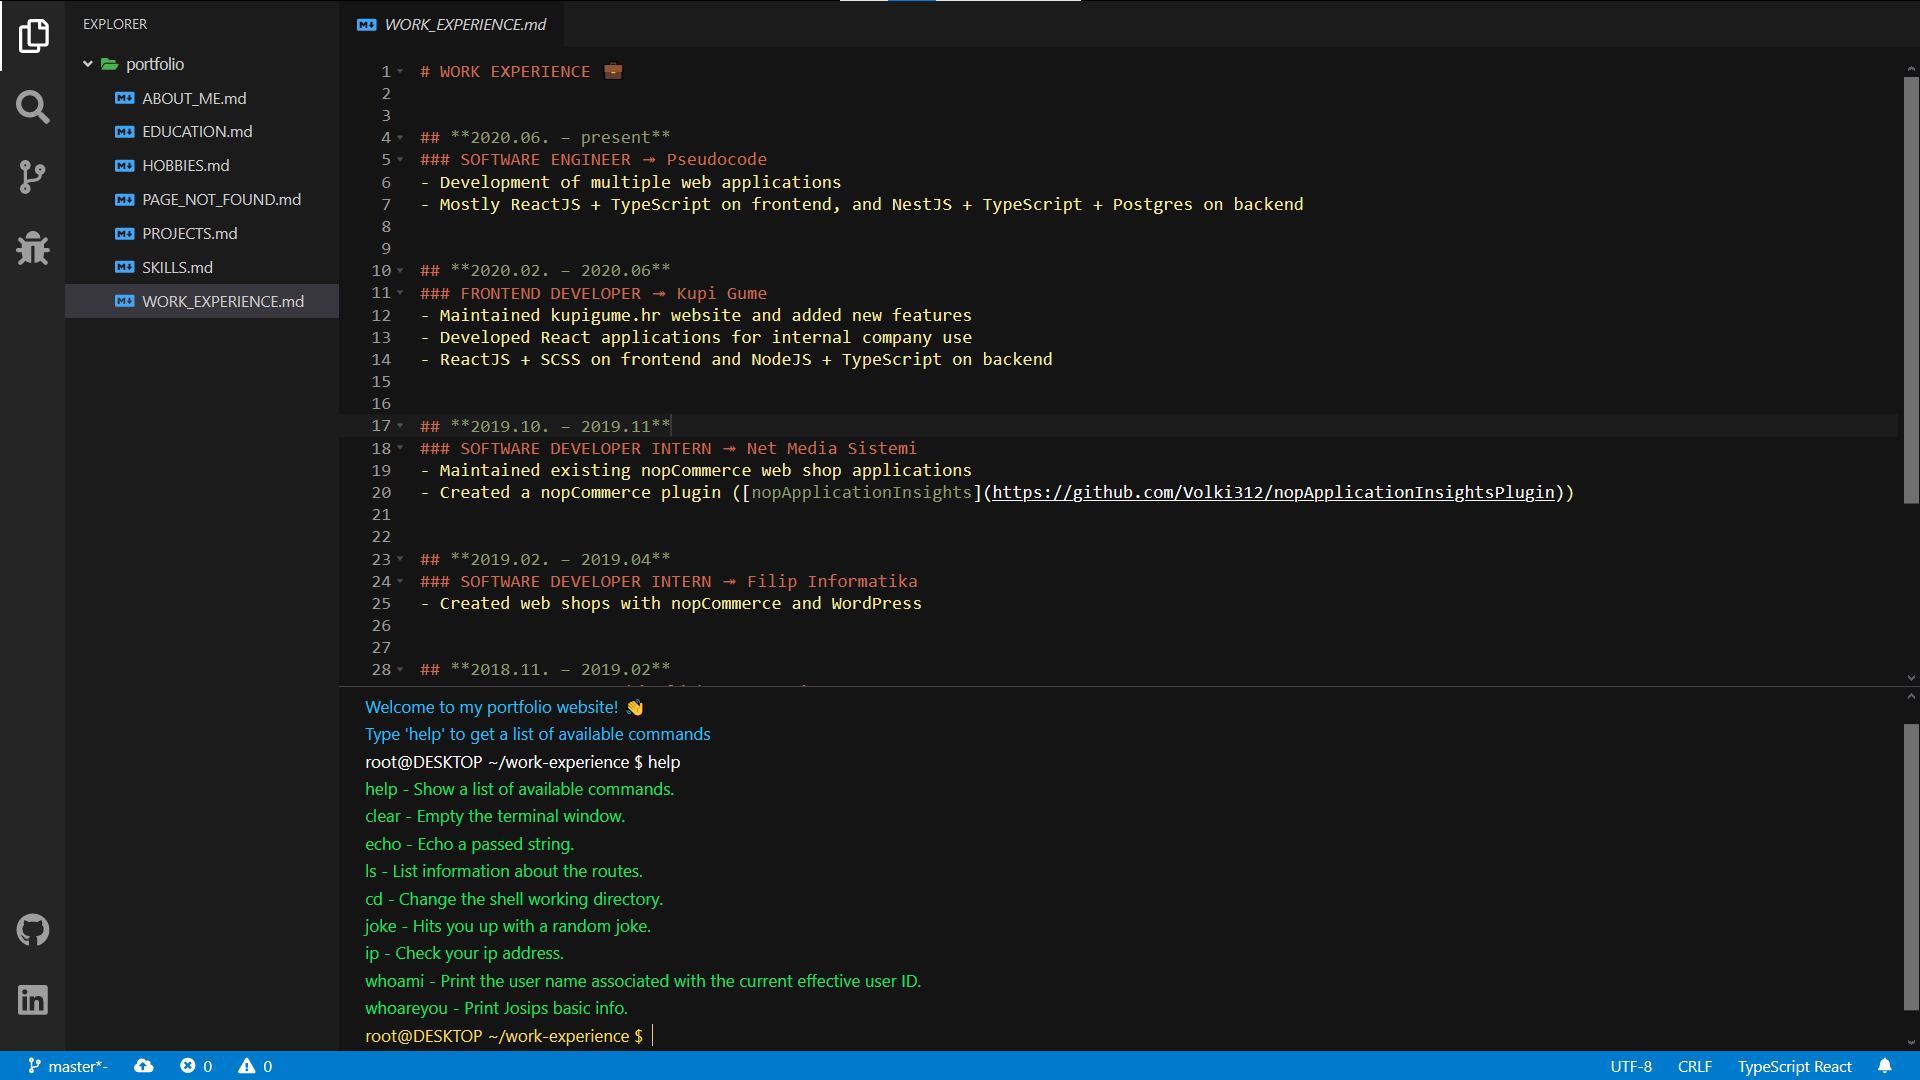 EXPLORER
portfolio
ABOUT_ME.md
EDUCATION.md
HOBBIES.md
PAGE_NOT_FOUND.md
PROJECTS.md
SKILLS.md
WORK_EXPERIENCE.md
WORK_EXPERIENCE.md
1 # WORK EXPERIENCE 💼
2
3
4 ## **2020.06. – present**
5 ### SOFTWARE ENGINEER ↠ Pseudocode
6 - Development of multiple web applications
7 - Mostly ReactJS + TypeScript on frontend, and NestJS + TypeScript + Postgres on backend
8
9
10 ## **2020.02. – 2020.06**
11 ### FRONTEND DEVELOPER ↠ Kupi Gume
12 - Maintained kupigume.hr website and added new features
13 - Developed React applications for internal company use
14 - ReactJS + SCSS on frontend and NodeJS + TypeScript on backend
15
16
17 ## **2019.10. – 2019.11**
18 ### SOFTWARE DEVELOPER INTERN ↠ Net Media Sistemi
19 - Maintained existing nopCommerce web shop applications
20 - Created a nopCommerce plugin ([nopApplicationInsights](https://github.com/Volki312/nopApplicationInsightsPlugin))
21
22
23 ## **2019.02. – 2019.04**
24 ### SOFTWARE DEVELOPER INTERN ↠ Filip Informatika
25 - Created web shops with nopCommerce and WordPress
26
27
28 ## **2018.11. – 2019.02**
Welcome to my portfolio website! 👋
Type 'help' to get a list of available commands
root@DESKTOP ~/work-experience $ help
help - Show a list of available commands.
clear - Empty the terminal window.
echo - Echo a passed string.
ls - List information about the routes.
cd - Change the shell working directory.
joke - Hits you up with a random joke.
ip - Check your ip address.
whoami - Print the user name associated with the current effective user ID.
whoareyou - Print Josips basic info.
root@DESKTOP ~/work-experience $
master*- 0 0 UTF-8 CRLF TypeScript React